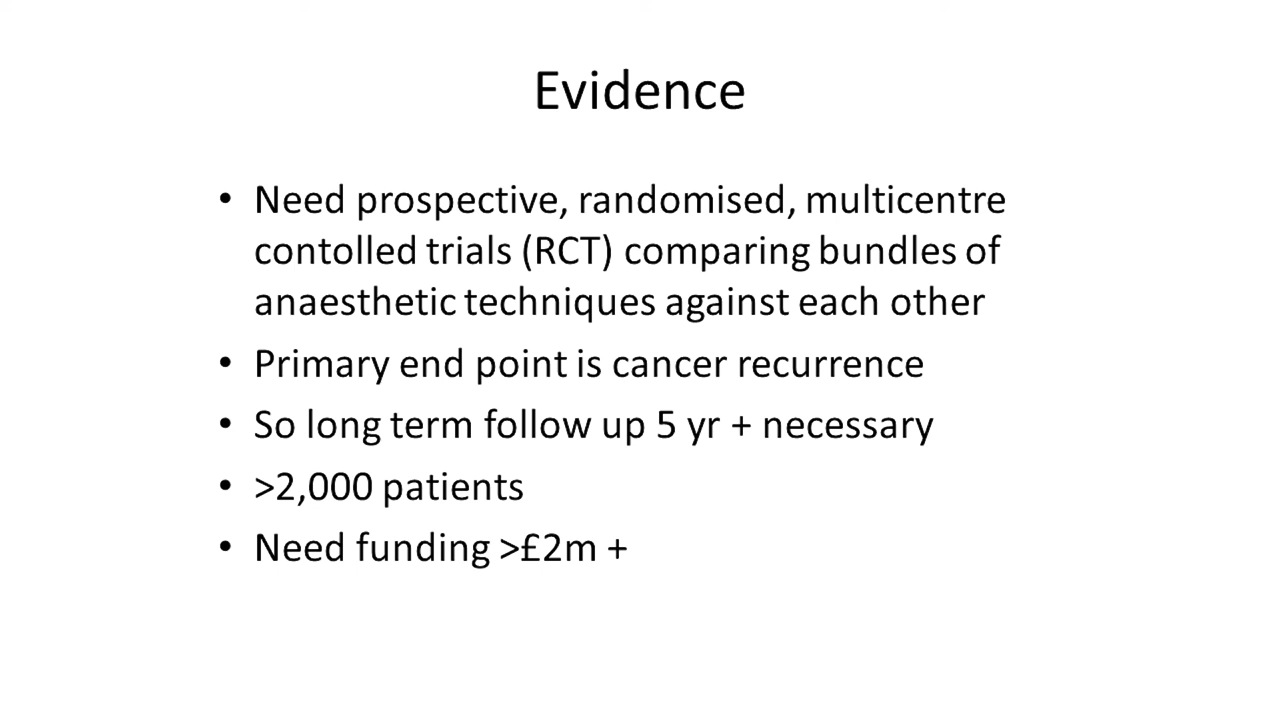 Evidence
• Need prospective, randomised, multicentre
contolled trials (RCT) comparing bundles of
anaesthetic techniques against each other
• Primary end point is cancer recurrence
• So long term follow up 5 yr + necessary
• >2,000 patients
• Need funding >£2m +